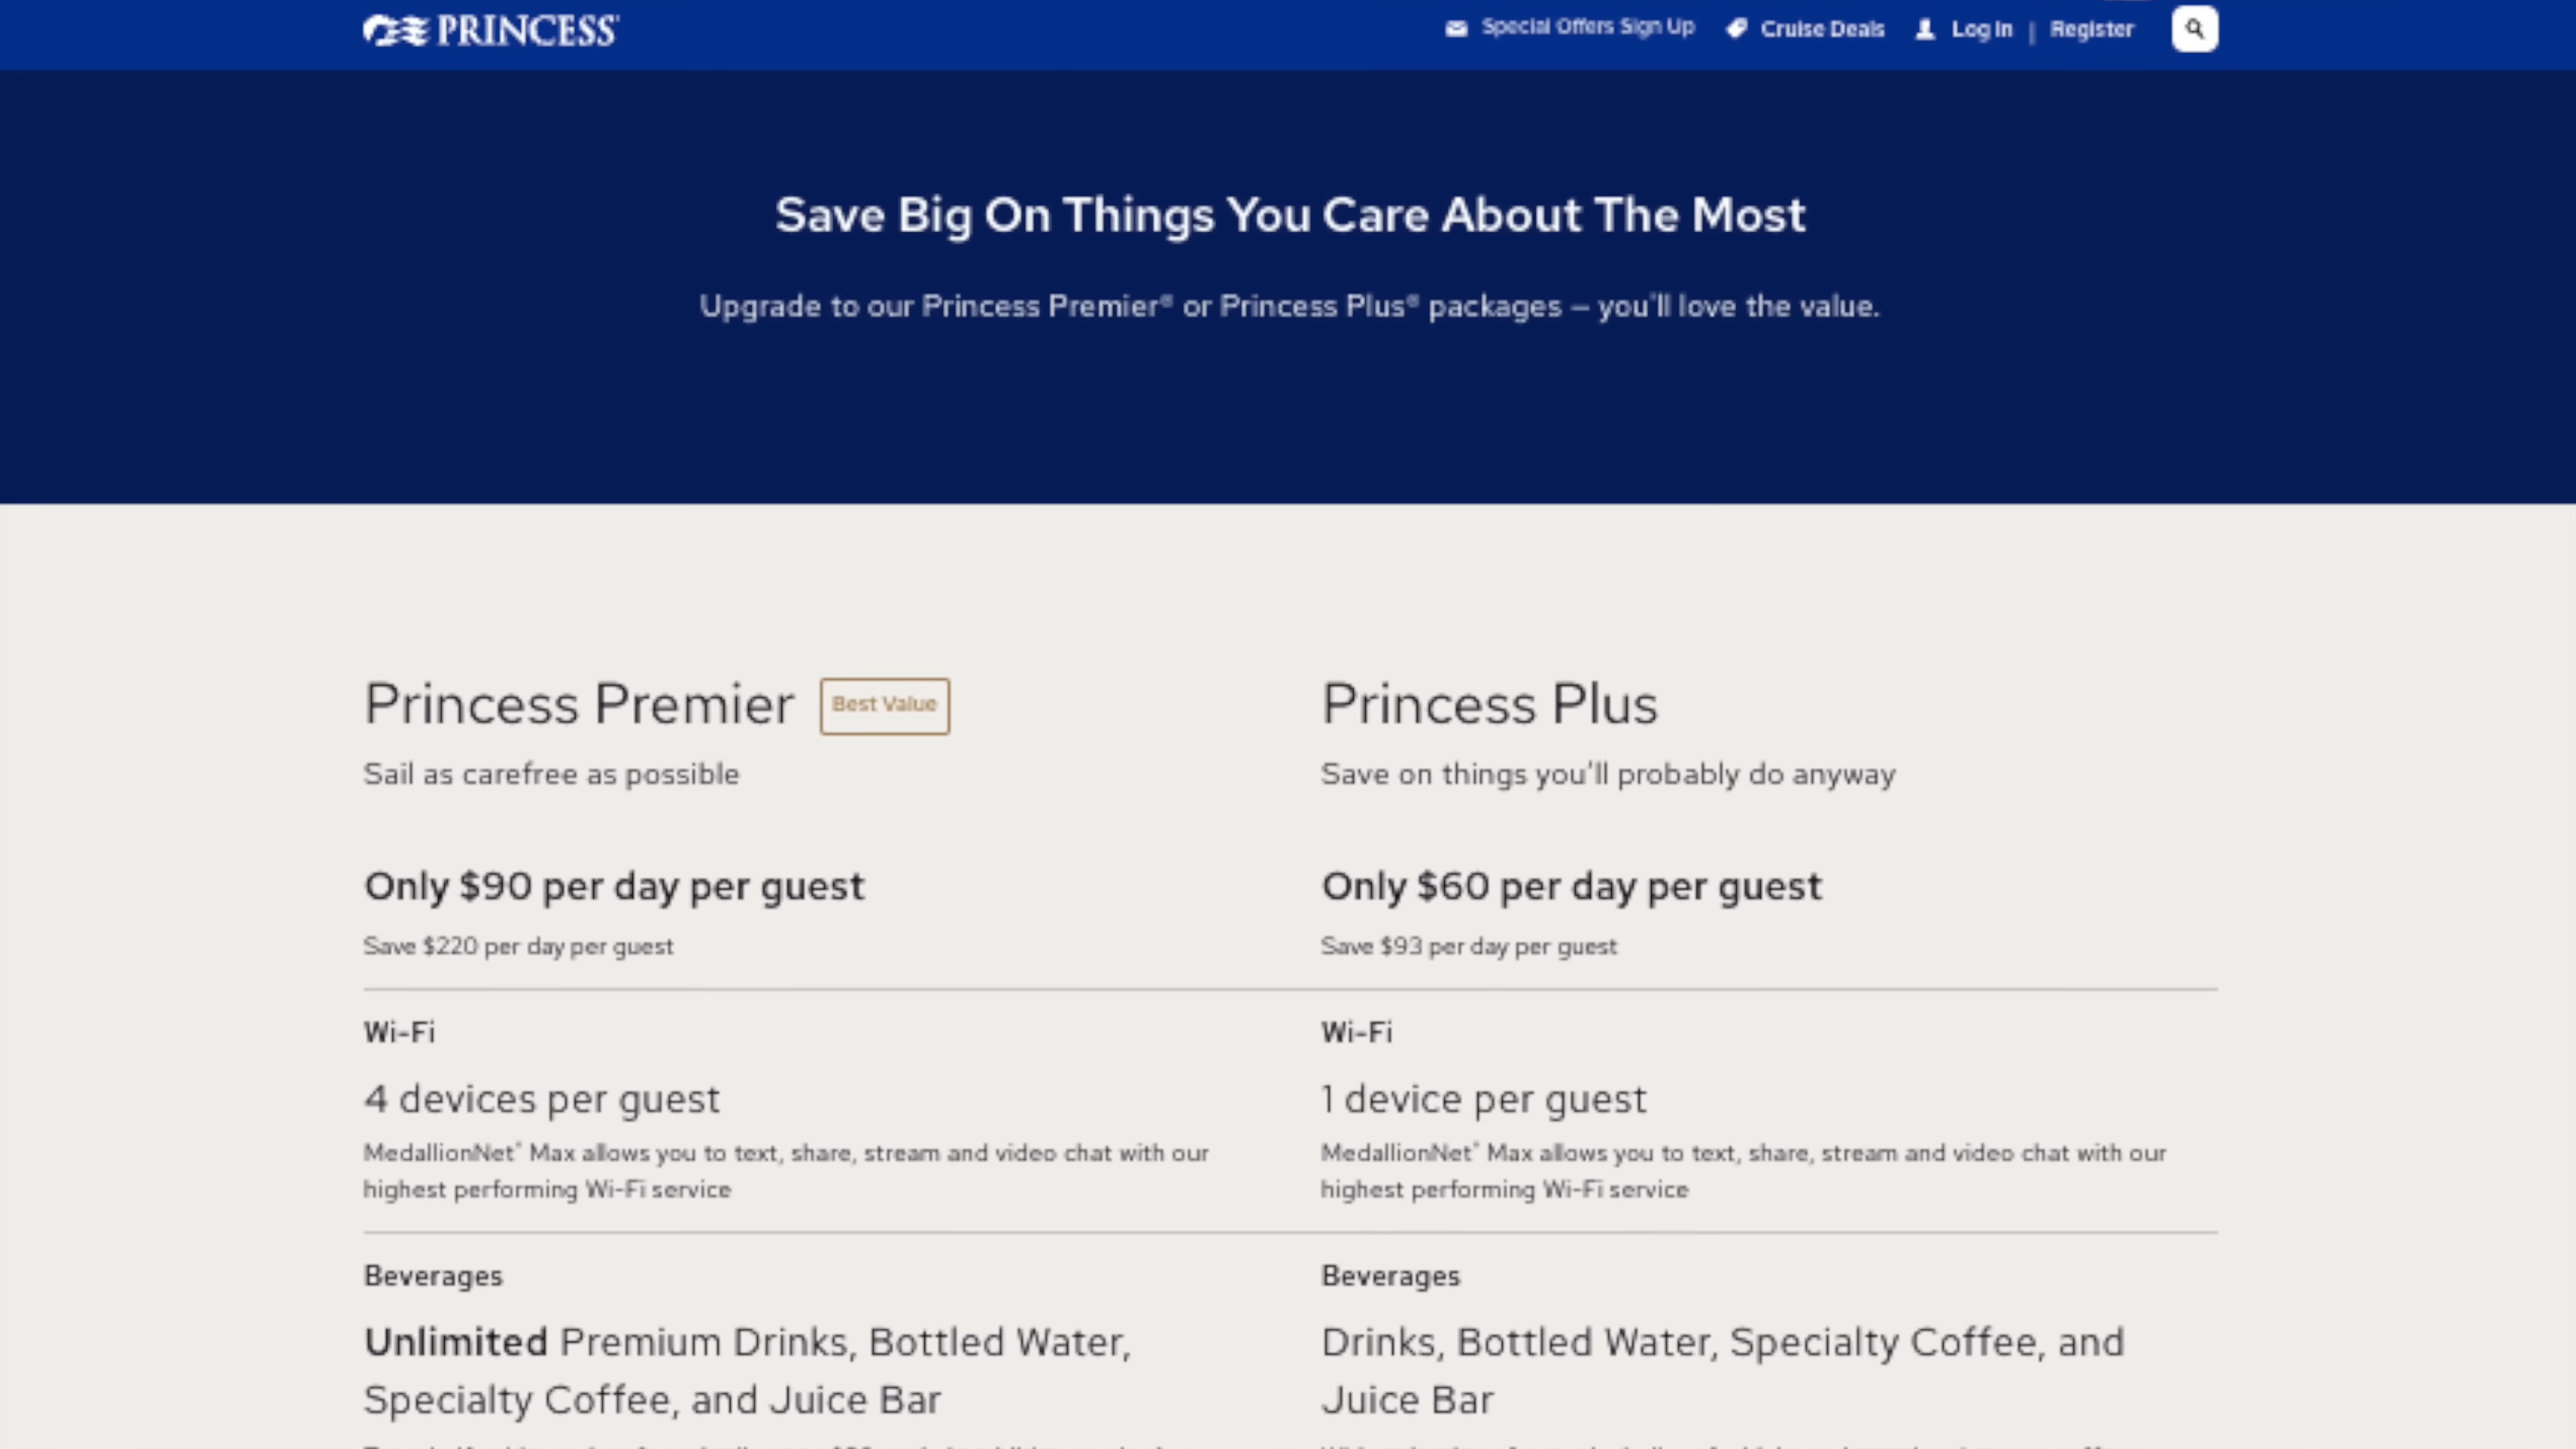 PRINCESS
Special Offers Sign Up
Cruise Deals
Log In | Register
Save Big On Things You Care About The Most
Upgrade to our Princess Premier® or Princess Plus® packages – you'll love the value.
Princess Premier
Best Value
Sail as carefree as possible
Only $90 per day per guest
Save $220 per day per guest
Wi-Fi
4 devices per guest
MedallionNet® Max allows you to text, share, stream and video chat with our
highest performing Wi-Fi service
Beverages
Unlimited Premium Drinks, Bottled Water,
Specialty Coffee, and Juice Bar
Princess Plus
Save on things you'll probably do anyway
Only $60 per day per guest
Save $93 per day per guest
Wi-Fi
1 device per guest
MedallionNet® Max allows you to text, share, stream and video chat with our
highest performing Wi-Fi service
Beverages
Drinks, Bottled Water, Specialty Coffee, and
Juice Bar